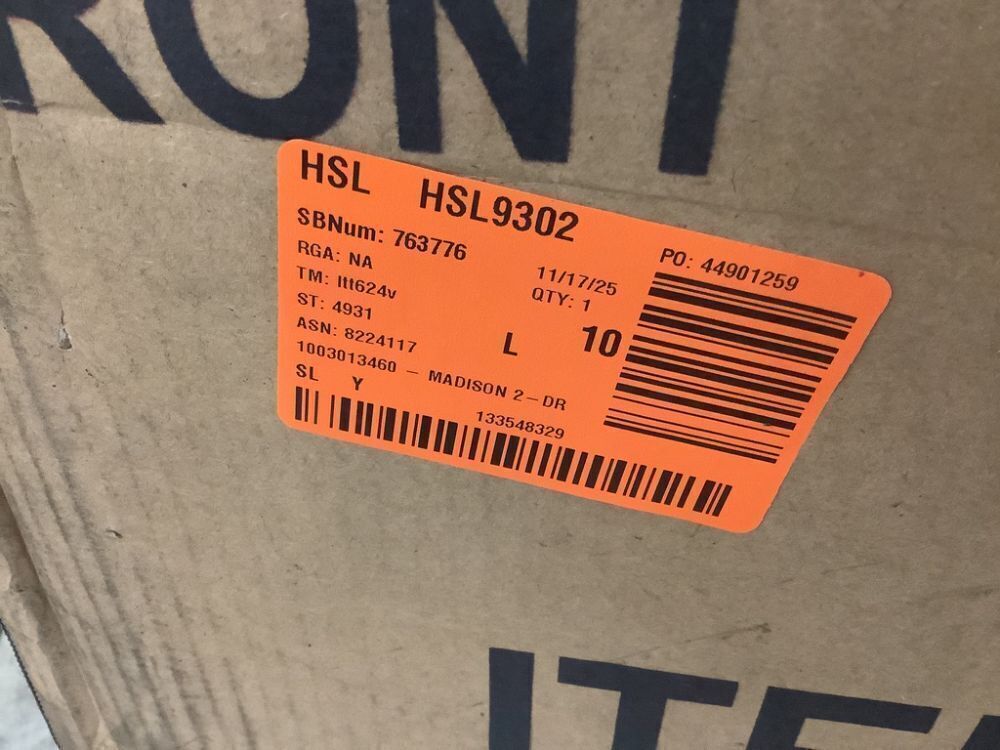 RONT
HSL HSL9302
SBNum: 763776
RGA: NA
11/17/25
PO: 44901259
TM: ltt624v
QTY: 1
ST: 4931
ASN: 8224117
L 10
1003013460 — MADISON 2-DR
SL Y
133548329
ITE